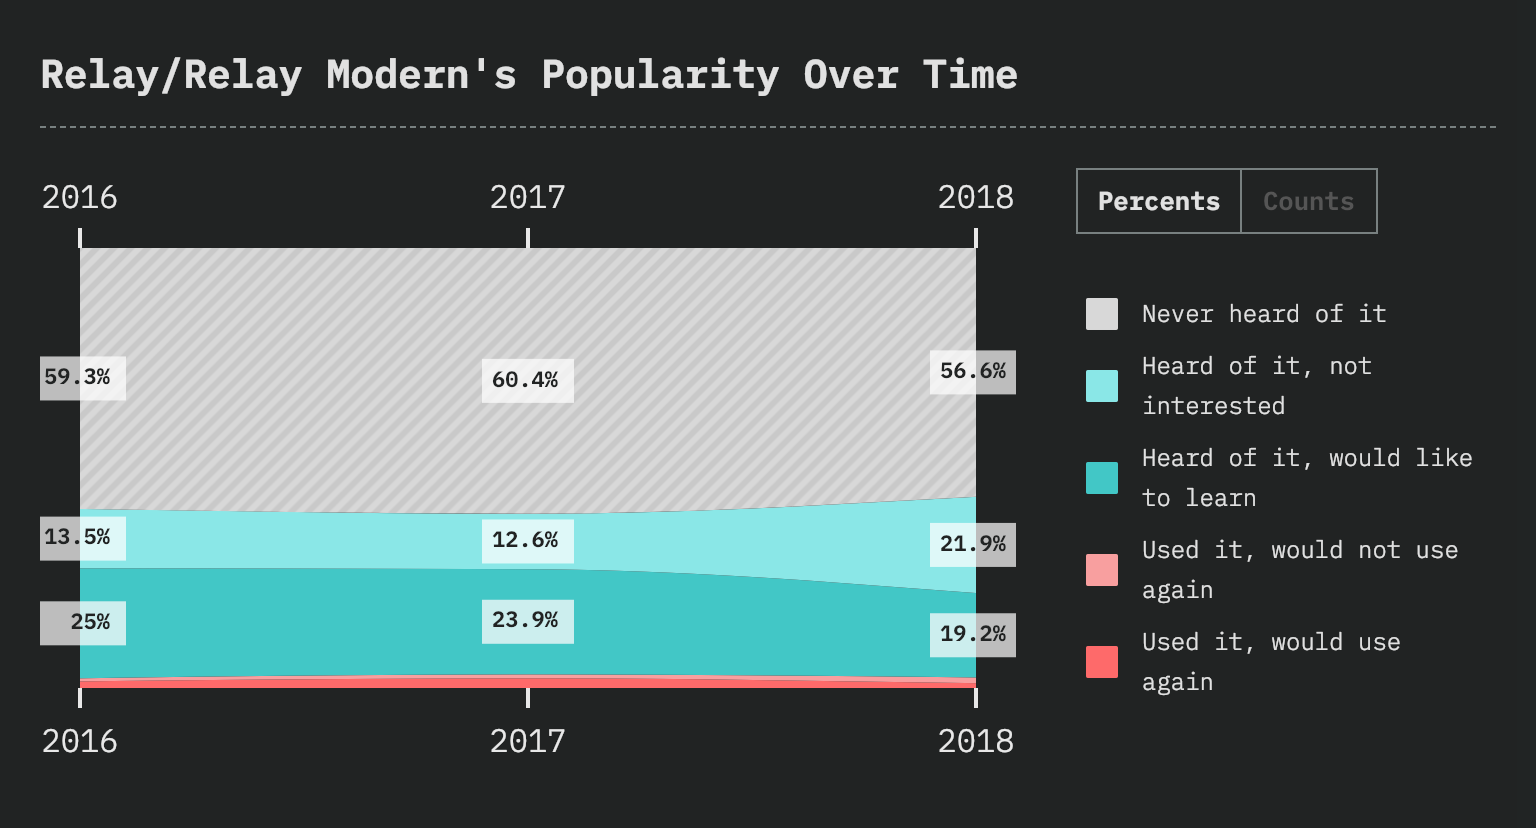 Relay/Relay Modern's Popularity Over Time
2016 2017 2018
Percents Counts
59.3% 60.4% 56.6%
13.5% 12.6% 21.9%
25% 23.9% 19.2%
2016 2017 2018
Never heard of it
Heard of it, not
interested
Heard of it, would like
to learn
Used it, would not use
again
Used it, would use
again